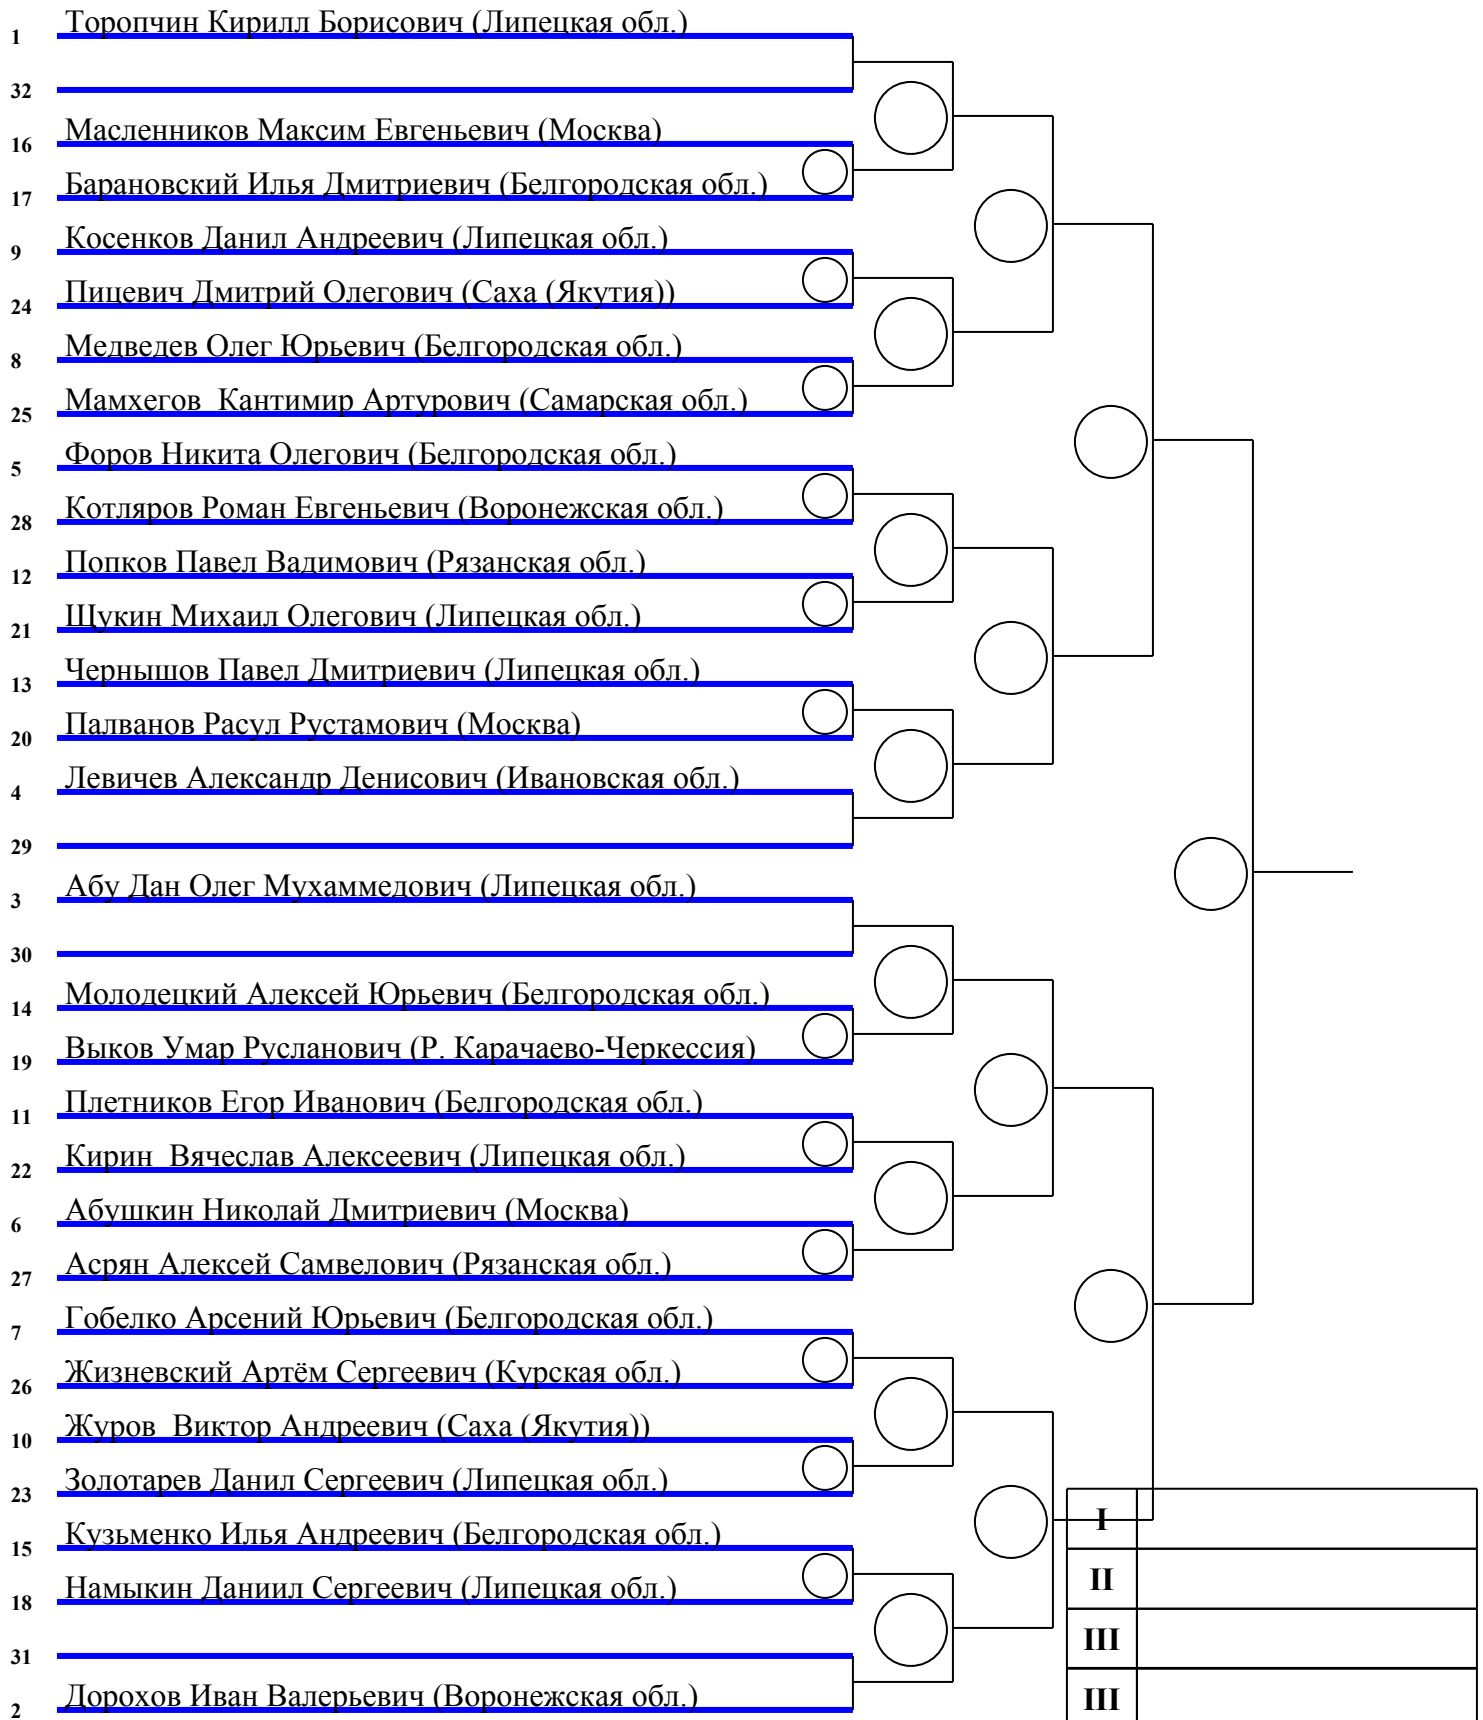 1 Торопчин Кирилл Борисович (Липецкая обл.)
32
16 Масленников Максим Евгеньевич (Москва)
17 Барановский Илья Дмитриевич (Белгородская обл.)
9 Косенков Данил Андреевич (Липецкая обл.)
24 Пицевич Дмитрий Олегович (Саха (Якутия))
8 Медведев Олег Юрьевич (Белгородская обл.)
25 Мамхегов  Кантимир Артурович (Самарская обл.)
5 Форов Никита Олегович (Белгородская обл.)
28 Котляров Роман Евгеньевич (Воронежская обл.)
12 Попков Павел Вадимович (Рязанская обл.)
21 Щукин Михаил Олегович (Липецкая обл.)
13 Чернышов Павел Дмитриевич (Липецкая обл.)
20 Палванов Расул Рустамович (Москва)
4 Левичев Александр Денисович (Ивановская обл.)
29
3 Абу Дан Олег Мухаммедович (Липецкая обл.)
30
14 Молодецкий Алексей Юрьевич (Белгородская обл.)
19 Выков Умар Русланович (Р. Карачаево-Черкессия)
11 Плетников Егор Иванович (Белгородская обл.)
22 Кирин  Вячеслав Алексеевич (Липецкая обл.)
6 Абушкин Николай Дмитриевич (Москва)
27 Асрян Алексей Самвелович (Рязанская обл.)
7 Гобелко Арсений Юрьевич (Белгородская обл.)
26 Жизневский Артём Сергеевич (Курская обл.)
10 Журов  Виктор Андреевич (Саха (Якутия))
23 Золотарев Данил Сергеевич (Липецкая обл.)
15 Кузьменко Илья Андреевич (Белгородская обл.)
18 Намыкин Даниил Сергеевич (Липецкая обл.)
31
2 Дорохов Иван Валерьевич (Воронежская обл.)
I
II
III
III